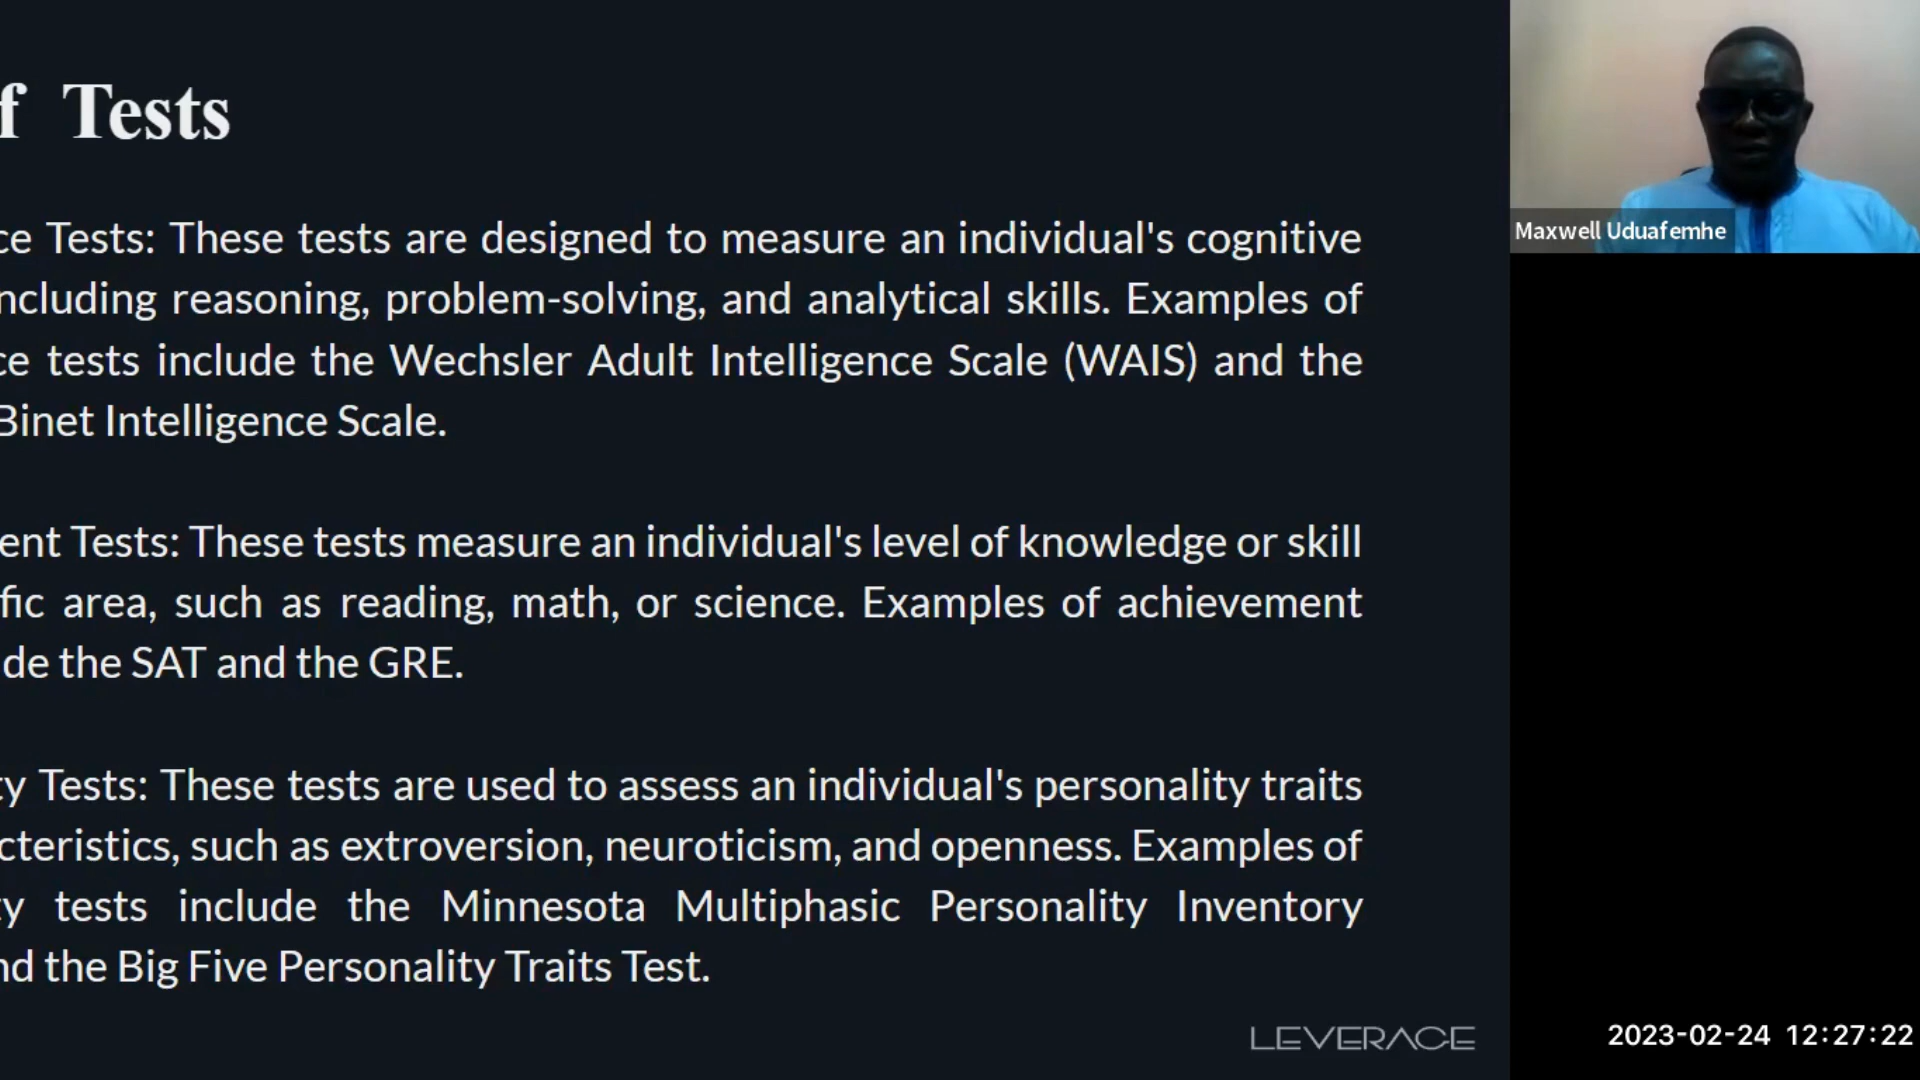 f Tests
ce Tests: These tests are designed to measure an individual's cognitive
ncluding reasoning, problem-solving, and analytical skills. Examples of
ce tests include the Wechsler Adult Intelligence Scale (WAIS) and the
Binet Intelligence Scale.
ent Tests: These tests measure an individual's level of knowledge or skill
fic area, such as reading, math, or science. Examples of achievement
de the SAT and the GRE.
ty Tests: These tests are used to assess an individual's personality traits
cteristics, such as extroversion, neuroticism, and openness. Examples of
ty tests include the Minnesota Multiphasic Personality Inventory
nd the Big Five Personality Traits Test.
LEVERAGE
Maxwell Uduafemhe
2023-02-24 12:27:22